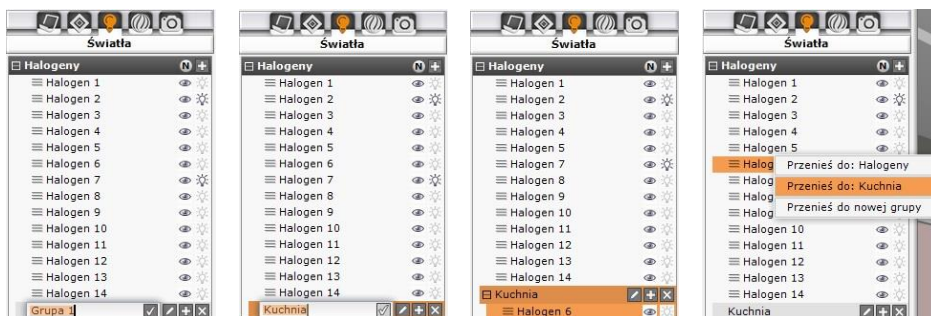 Światła
Halogeny N
Halogen 1
Halogen 2
Halogen 3
Halogen 4
Halogen 5
Halogen 6
Halogen 7
Halogen 8
Halogen 9
Halogen 10
Halogen 11
Halogen 12
Halogen 13
Halogen 14
Grupa 1
Światła
Halogeny N
Halogen 1
Halogen 2
Halogen 3
Halogen 4
Halogen 5
Halogen 6
Halogen 7
Halogen 8
Halogen 9
Halogen 10
Halogen 11
Halogen 12
Halogen 13
Halogen 14
Kuchnia
Światła
Halogeny N
Halogen 1
Halogen 2
Halogen 3
Halogen 4
Halogen 5
Halogen 7
Halogen 8
Halogen 9
Halogen 10
Halogen 11
Halogen 12
Halogen 13
Halogen 14
Kuchnia
Halogen 6
Światła
Halogeny N
Halogen 1
Halogen 2
Halogen 3
Halogen 4
Halogen 5
Halog Przenieś do: Halogeny
Halog Przenieś do: Kuchnia
Halog Przenieś do nowej grupy
Halog
Halogen 10
Halogen 11
Halogen 12
Halogen 13
Halogen 14
Kuchnia